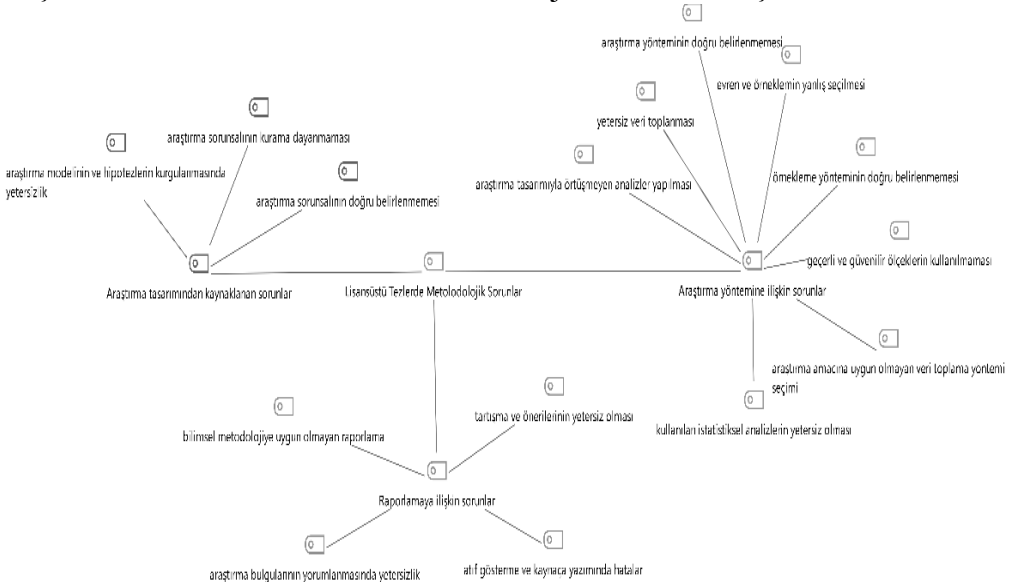 araştırma yönteminin doğru belirlenmemesi
evren ve örneklemin yanlış seçilmesi
yetersiz veri toplanması
araştırma sorunsalının kurama dayanmaması
araştırma modelinin ve hipotezlerin kurgulanmasında
yetersizlik
araştırma tasarımıyla örtüşmeyen analizler yapılması
örnekleme yönteminin doğru belirlenmemesi
araştırma sorunsalının doğru belirlenmemesi
geçerli ve güvenilir ölçeklerin kullanılmaması
Araştırma tasarımından kaynaklanan sorunlar
Lisansüstü Tezlerde Metolodolojik Sorunlar
Araştırma yöntemine ilişkin sorunlar
araştırma amacına uygun olmayan veri toplama yöntemi
seçimi
tartışma ve önerilerinin yetersiz olması
kullanılan istatistiksel analizlerin yetersiz olması
bilimsel metodolojiye uygun olmayan raporlama
Raporlamaya ilişkin sorunlar
araştırma bulgularının yorumlanmasında yetersizlik
atıf gösterme ve kaynaca yazımında hatalar